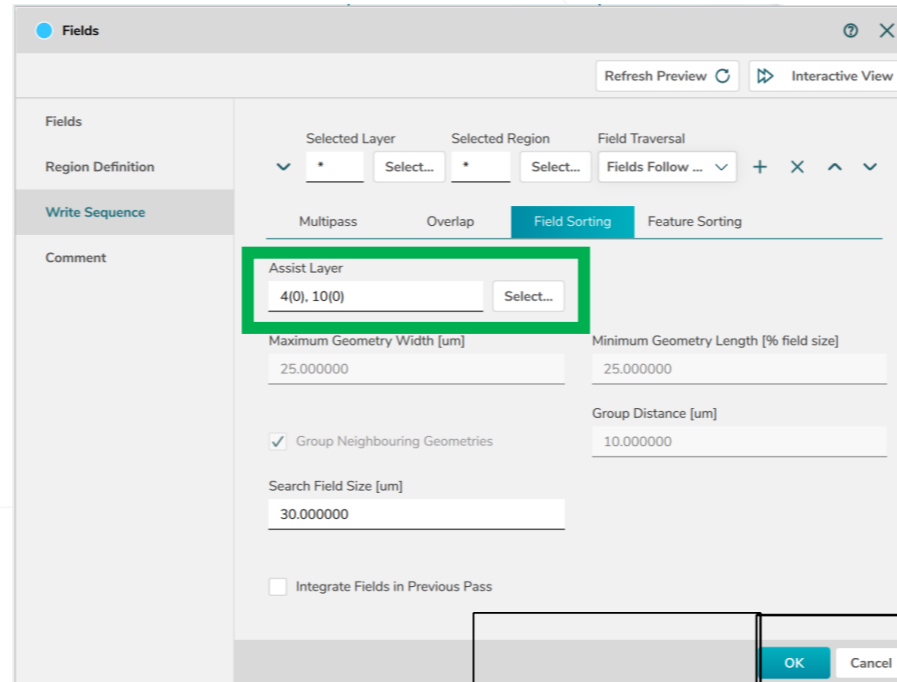 Fields
Refresh Preview
Interactive View
Fields
Region Definition
Write Sequence
Comment
Selected Layer Selected Region Field Traversal
* Select... * Select... Fields Follow ...
Multipass Overlap Field Sorting Feature Sorting
Assist Layer
4(0), 10(0) Select...
Maximum Geometry Width [um] Minimum Geometry Length [% field size]
25.000000 25.000000
Group Distance [um]
Group Neighbouring Geometries 10.000000
Search Field Size [um]
30.000000
Integrate Fields in Previous Pass
OK Cancel